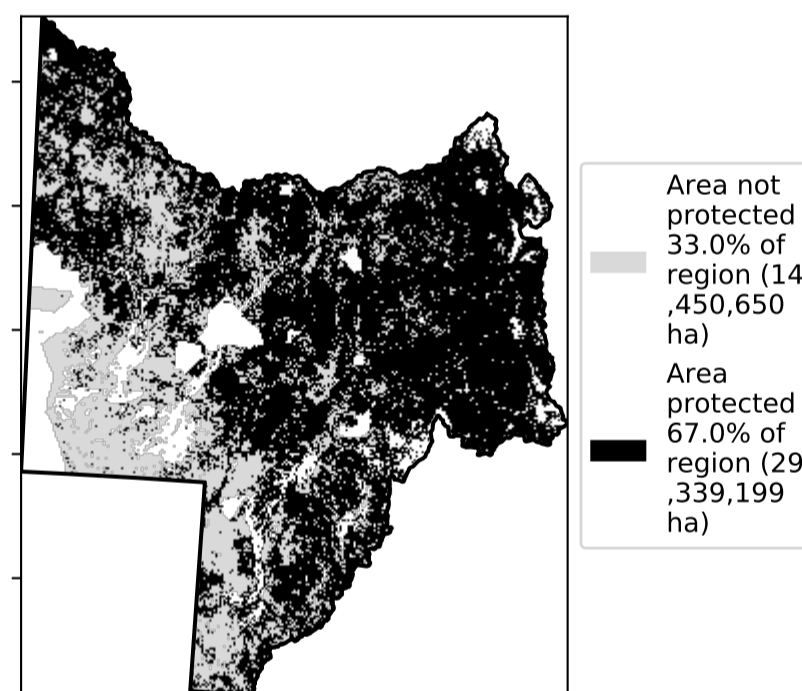 Area not
protected
33.0% of
region (14
,450,650
ha)
Area
protected
67.0% of
region (29
,339,199
ha)